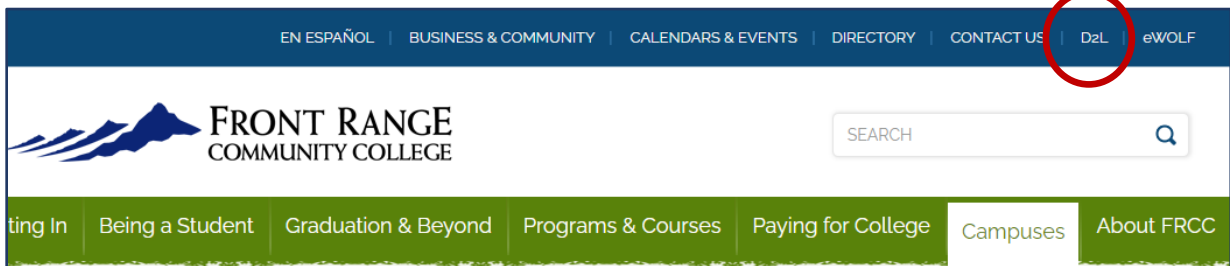 EN ESPAÑOL | BUSINESS & COMMUNITY | CALENDARS & EVENTS | DIRECTORY | CONTACT US | D2L | eWOLF
FRONT RANGE
COMMUNITY COLLEGE
SEARCH
ting In Being a Student Graduation & Beyond Programs & Courses Paying for College Campuses About FRCC